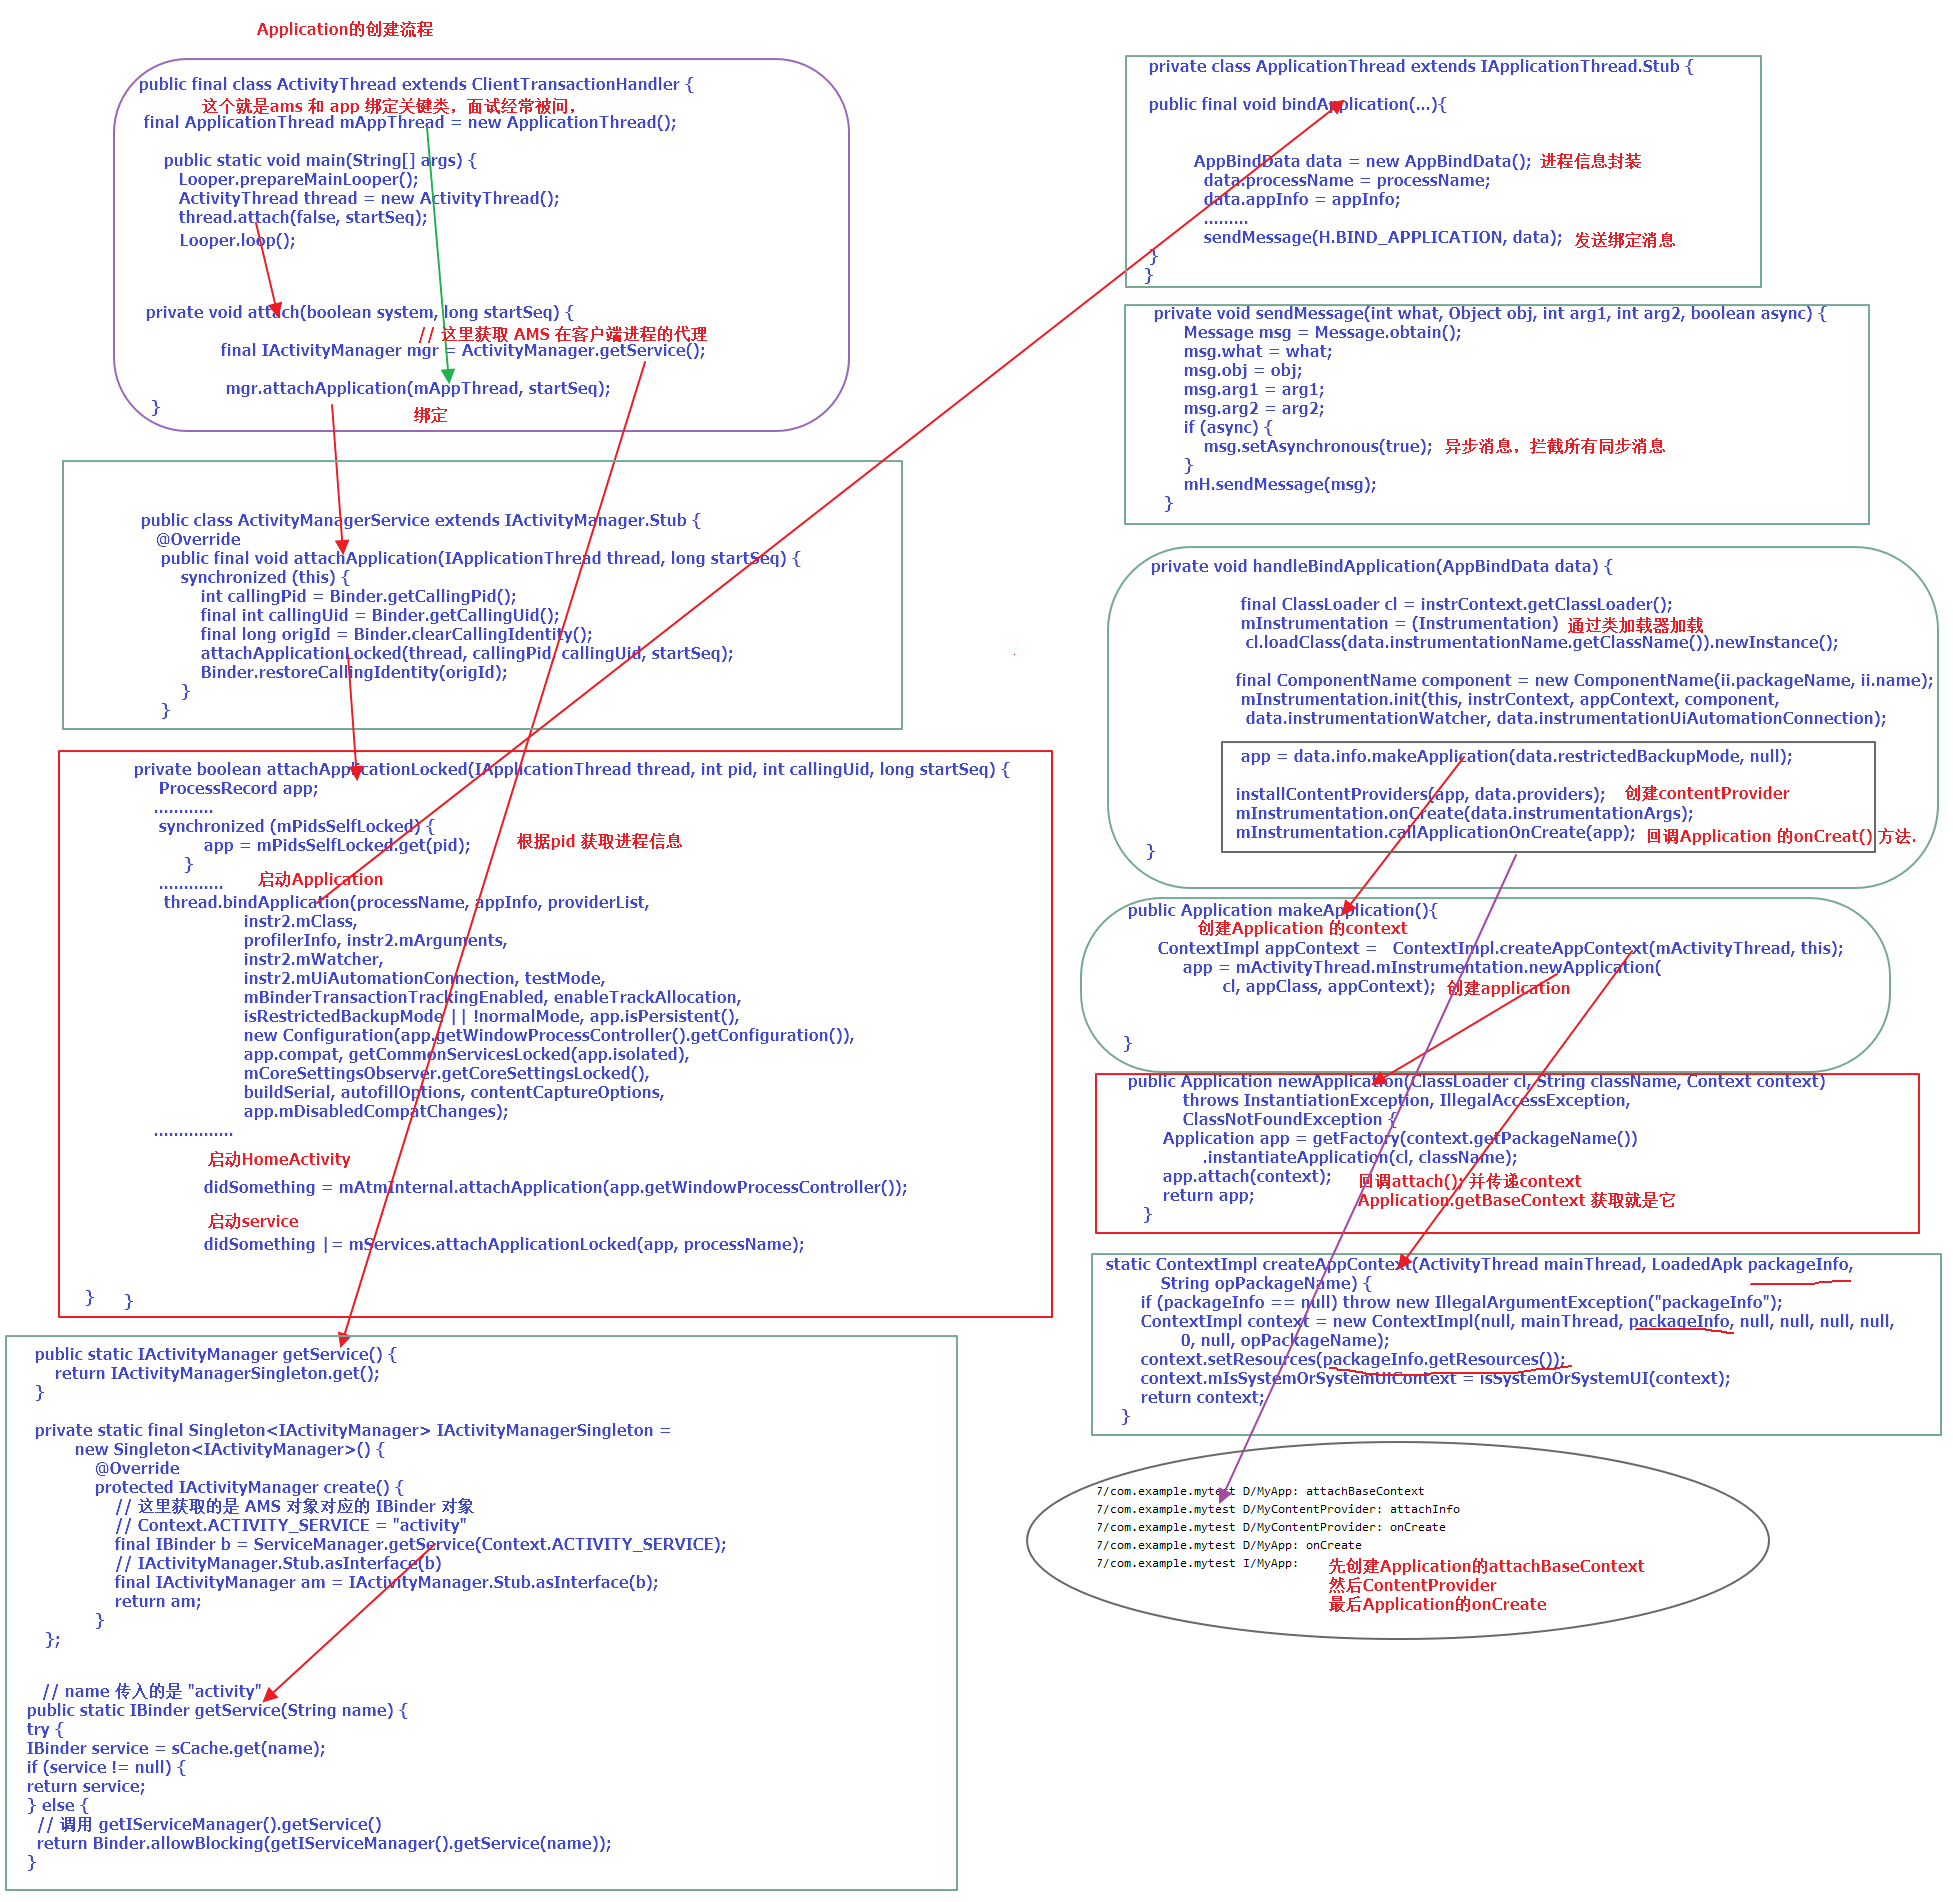 Application的创建流程
public final class ActivityThread extends ClientTransactionHandler {
这个就是ams 和 app 绑定关键类，面试经常被问，
final ApplicationThread mAppThread = new ApplicationThread();
public static void main(String[] args) {
Looper.prepareMainLooper();
ActivityThread thread = new ActivityThread();
thread.attach(false, startSeq);
Looper.loop();
private void attach(boolean system, long startSeq) {
// 这里获取 AMS 在客户端进程的代理
final IActivityManager mgr = ActivityManager.getService();
mgr.attachApplication(mAppThread, startSeq);
}
绑定
public class ActivityManagerService extends IActivityManager.Stub {
@Override
public final void attachApplication(IApplicationThread thread, long startSeq) {
synchronized (this) {
int callingPid = Binder.getCallingPid();
final int callingUid = Binder.getCallingUid();
final long origId = Binder.clearCallingIdentity();
attachApplicationLocked(thread, callingPid, callingUid, startSeq);
Binder.restoreCallingIdentity(origId);
}
}
private boolean attachApplicationLocked(IApplicationThread thread, int pid, int callingUid, long startSeq) {
ProcessRecord app;
............
synchronized (mPidsSelfLocked) {
app = mPidsSelfLocked.get(pid); 根据pid 获取进程信息
}
............. 启动Application
thread.bindApplication(processName, appInfo, providerList,
instr2.mClass,
profilerInfo, instr2.mArguments,
instr2.mWatcher,
instr2.mUiAutomationConnection, testMode,
mBinderTransactionTrackingEnabled, enableTrackAllocation,
isRestrictedBackupMode || !normalMode, app.isPersistent(),
new Configuration(app.getWindowProcessController().getConfiguration()),
app.compat, getCommonServicesLocked(app.isolated),
mCoreSettingsObserver.getCoreSettingsLocked(),
buildSerial, autofillOptions, contentCaptureOptions,
app.mDisabledCompatChanges);
................
启动HomeActivity
didSomething = mAtmInternal.attachApplication(app.getWindowProcessController());
启动service
didSomething |= mServices.attachApplicationLocked(app, processName);
} }
public static IActivityManager getService() {
return IActivityManagerSingleton.get();
}
private static final Singleton<IActivityManager> IActivityManagerSingleton =
new Singleton<IActivityManager>() {
@Override
protected IActivityManager create() {
// 这里获取的是 AMS 对象对应的 IBinder 对象
// Context.ACTIVITY_SERVICE = "activity"
final IBinder b = ServiceManager.getService(Context.ACTIVITY_SERVICE);
// IActivityManager.Stub.asInterface(b)
final IActivityManager am = IActivityManager.Stub.asInterface(b);
return am;
}
};
// name 传入的是 "activity"
public static IBinder getService(String name) {
try {
IBinder service = sCache.get(name);
if (service != null) {
return service;
} else {
// 调用 getIServiceManager().getService()
return Binder.allowBlocking(getIServiceManager().getService(name));
}
private class ApplicationThread extends IApplicationThread.Stub {
public final void bindApplication(...){
AppBindData data = new AppBindData(); 进程信息封装
data.processName = processName;
data.appInfo = appInfo;
.........
sendMessage(H.BIND_APPLICATION, data); 发送绑定消息
}
}
private void sendMessage(int what, Object obj, int arg1, int arg2, boolean async) {
Message msg = Message.obtain();
msg.what = what;
msg.obj = obj;
msg.arg1 = arg1;
msg.arg2 = arg2;
if (async) {
msg.setAsynchronous(true); 异步消息，拦截所有同步消息
}
mH.sendMessage(msg);
}
private void handleBindApplication(AppBindData data) {
final ClassLoader cl = instrContext.getClassLoader();
mInstrumentation = (Instrumentation) 通过类加载器加载
cl.loadClass(data.instrumentationName.getClassName()).newInstance();
final ComponentName component = new ComponentName(ii.packageName, ii.name);
mInstrumentation.init(this, instrContext, appContext, component,
data.instrumentationWatcher, data.instrumentationUiAutomationConnection);
app = data.info.makeApplication(data.restrictedBackupMode, null);
installContentProviders(app, data.providers); 创建contentProvider
mInstrumentation.onCreate(data.instrumentationArgs);
mInstrumentation.callApplicationOnCreate(app); 回调Application 的onCreat() 方法.
}
public Application makeApplication(){
创建Application 的context
ContextImpl appContext = ContextImpl.createAppContext(mActivityThread, this);
app = mActivityThread.mInstrumentation.newApplication(
cl, appClass, appContext); 创建application
}
public Application newApplication(ClassLoader cl, String className, Context context)
throws InstantiationException, IllegalAccessException,
ClassNotFoundException {
Application app = getFactory(context.getPackageName())
.instantiateApplication(cl, className);
app.attach(context); 回调attach(); 并传递context
return app; Application.getBaseContext 获取就是它
}
static ContextImpl createAppContext(ActivityThread mainThread, LoadedApk packageInfo,
String opPackageName) {
if (packageInfo == null) throw new IllegalArgumentException("packageInfo");
ContextImpl context = new ContextImpl(null, mainThread, packageInfo, null, null, null, null,
0, null, opPackageName);
context.setResources(packageInfo.getResources());
context.mIsSystemOrSystemUiContext = isSystemOrSystemUI(context);
return context;
}
7/com.example.mytest D/MyApp: attachBaseContext
7/com.example.mytest D/MyContentProvider: attachInfo
7/com.example.mytest D/MyContentProvider: onCreate
7/com.example.mytest D/MyApp: onCreate
7/com.example.mytest I/MyApp:
先创建Application的attachBaseContext
然后ContentProvider
最后Application的onCreate